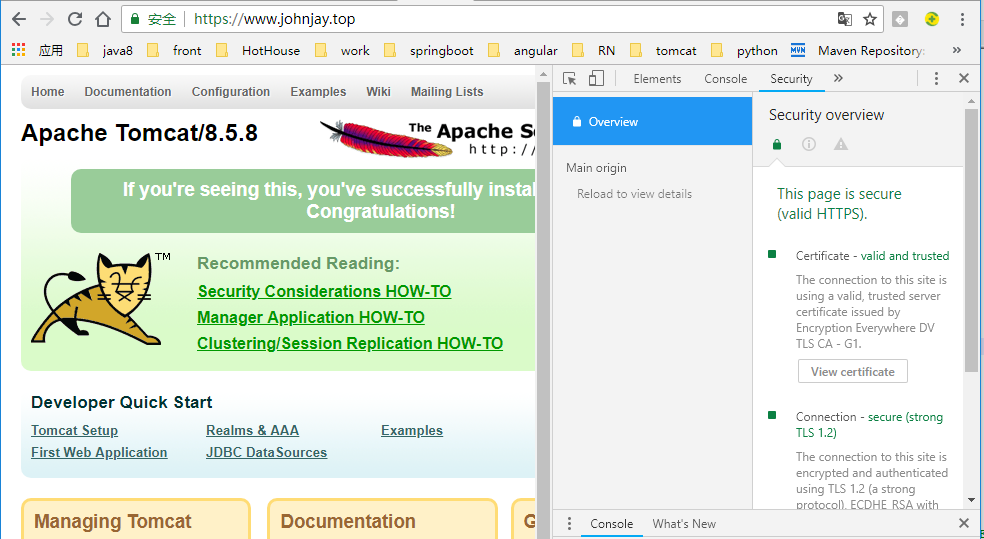 安全 https://www.johnjay.top
应用 java8 front HotHouse work springboot angular RN tomcat python MVN Maven Repository: »
Home Documentation Configuration Examples Wiki Mailing Lists
Apache Tomcat/8.5.8
The Apache So
http://
If you're seeing this, you've successfully instal
Congratulations!
TM
Recommended Reading:
Security Considerations HOW-TO
Manager Application HOW-TO
Clustering/Session Replication HOW-TO
Developer Quick Start
Tomcat Setup Realms & AAA Examples
First Web Application JDBC DataSources
Managing Tomcat Documentation G
Elements Console Security »
Overview
Main origin
Reload to view details
Security overview
This page is secure
(valid HTTPS).
Certificate - valid and trusted
The connection to this site is
using a valid, trusted server
certificate issued by
Encryption Everywhere DV
TLS CA - G1.
View certificate
Connection - secure (strong
TLS 1.2)
The connection to this site is
encrypted and authenticated
using TLS 1.2 (a strong
protocol), ECDHE_RSA with
Console What's New